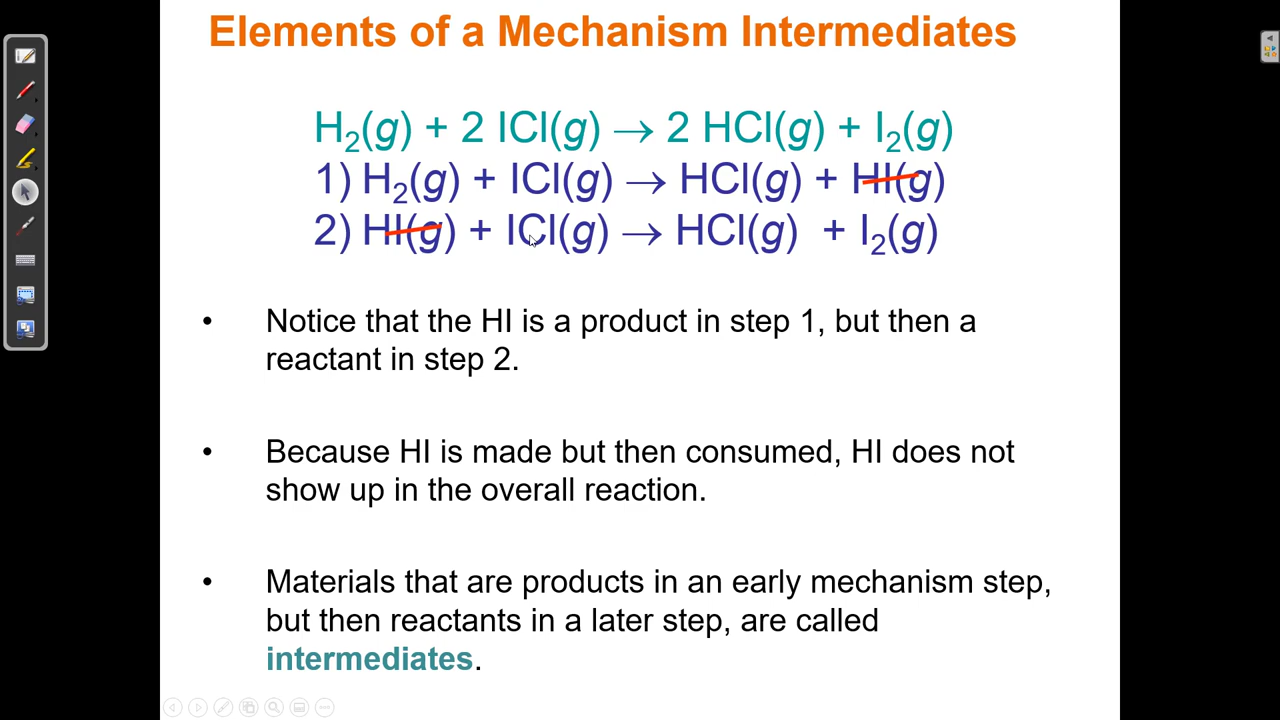 Elements of a Mechanism Intermediates
H₂(g) + 2 ICl(g) → 2 HCl(g) + I₂(g)
1) H₂(g) + ICl(g) → HCl(g) + HI(g)
2) HI(g) + ICl(g) → HCl(g) + I₂(g)
• Notice that the HI is a product in step 1, but then a
reactant in step 2.
• Because HI is made but then consumed, HI does not
show up in the overall reaction.
• Materials that are products in an early mechanism step,
but then reactants in a later step, are called
intermediates.